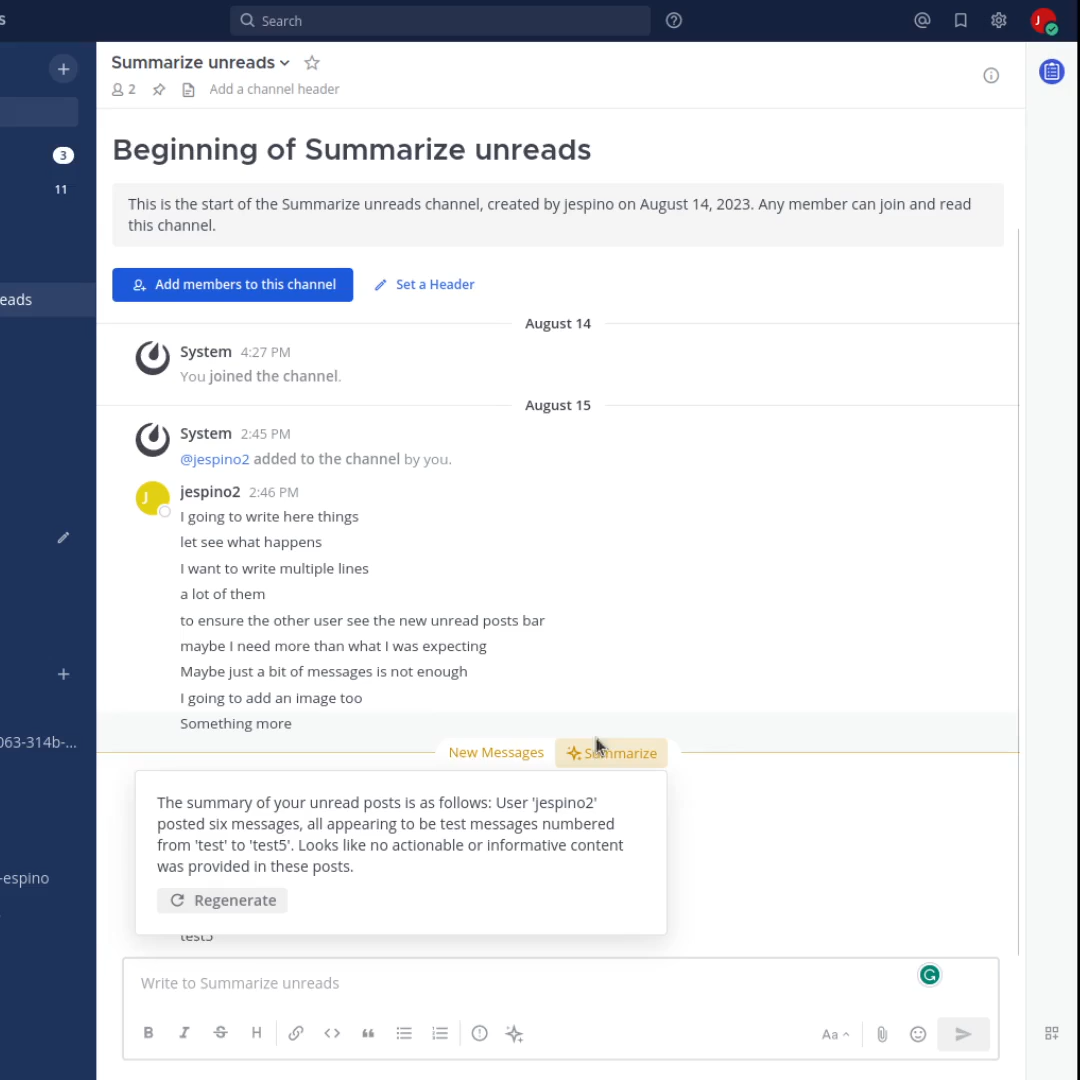 s
Search
J
Summarize unreads
2
Add a channel header
Beginning of Summarize unreads
This is the start of the Summarize unreads channel, created by jespino on August 14, 2023. Any member can join and read
this channel.
Add members to this channel
Set a Header
3
11
eads
August 14
System 4:27 PM
You joined the channel.
August 15
System 2:45 PM
@jespino2 added to the channel by you.
J
jespino2 2:46 PM
I going to write here things
let see what happens
I want to write multiple lines
a lot of them
to ensure the other user see the new unread posts bar
maybe I need more than what I was expecting
Maybe just a bit of messages is not enough
I going to add an image too
Something more
063-314b-...
New Messages
Summarize
The summary of your unread posts is as follows: User 'jespino2'
posted six messages, all appearing to be test messages numbered
from 'test' to 'test5'. Looks like no actionable or informative content
was provided in these posts.
Regenerate
-espino
test5
Write to Summarize unreads
B I S H
Aa